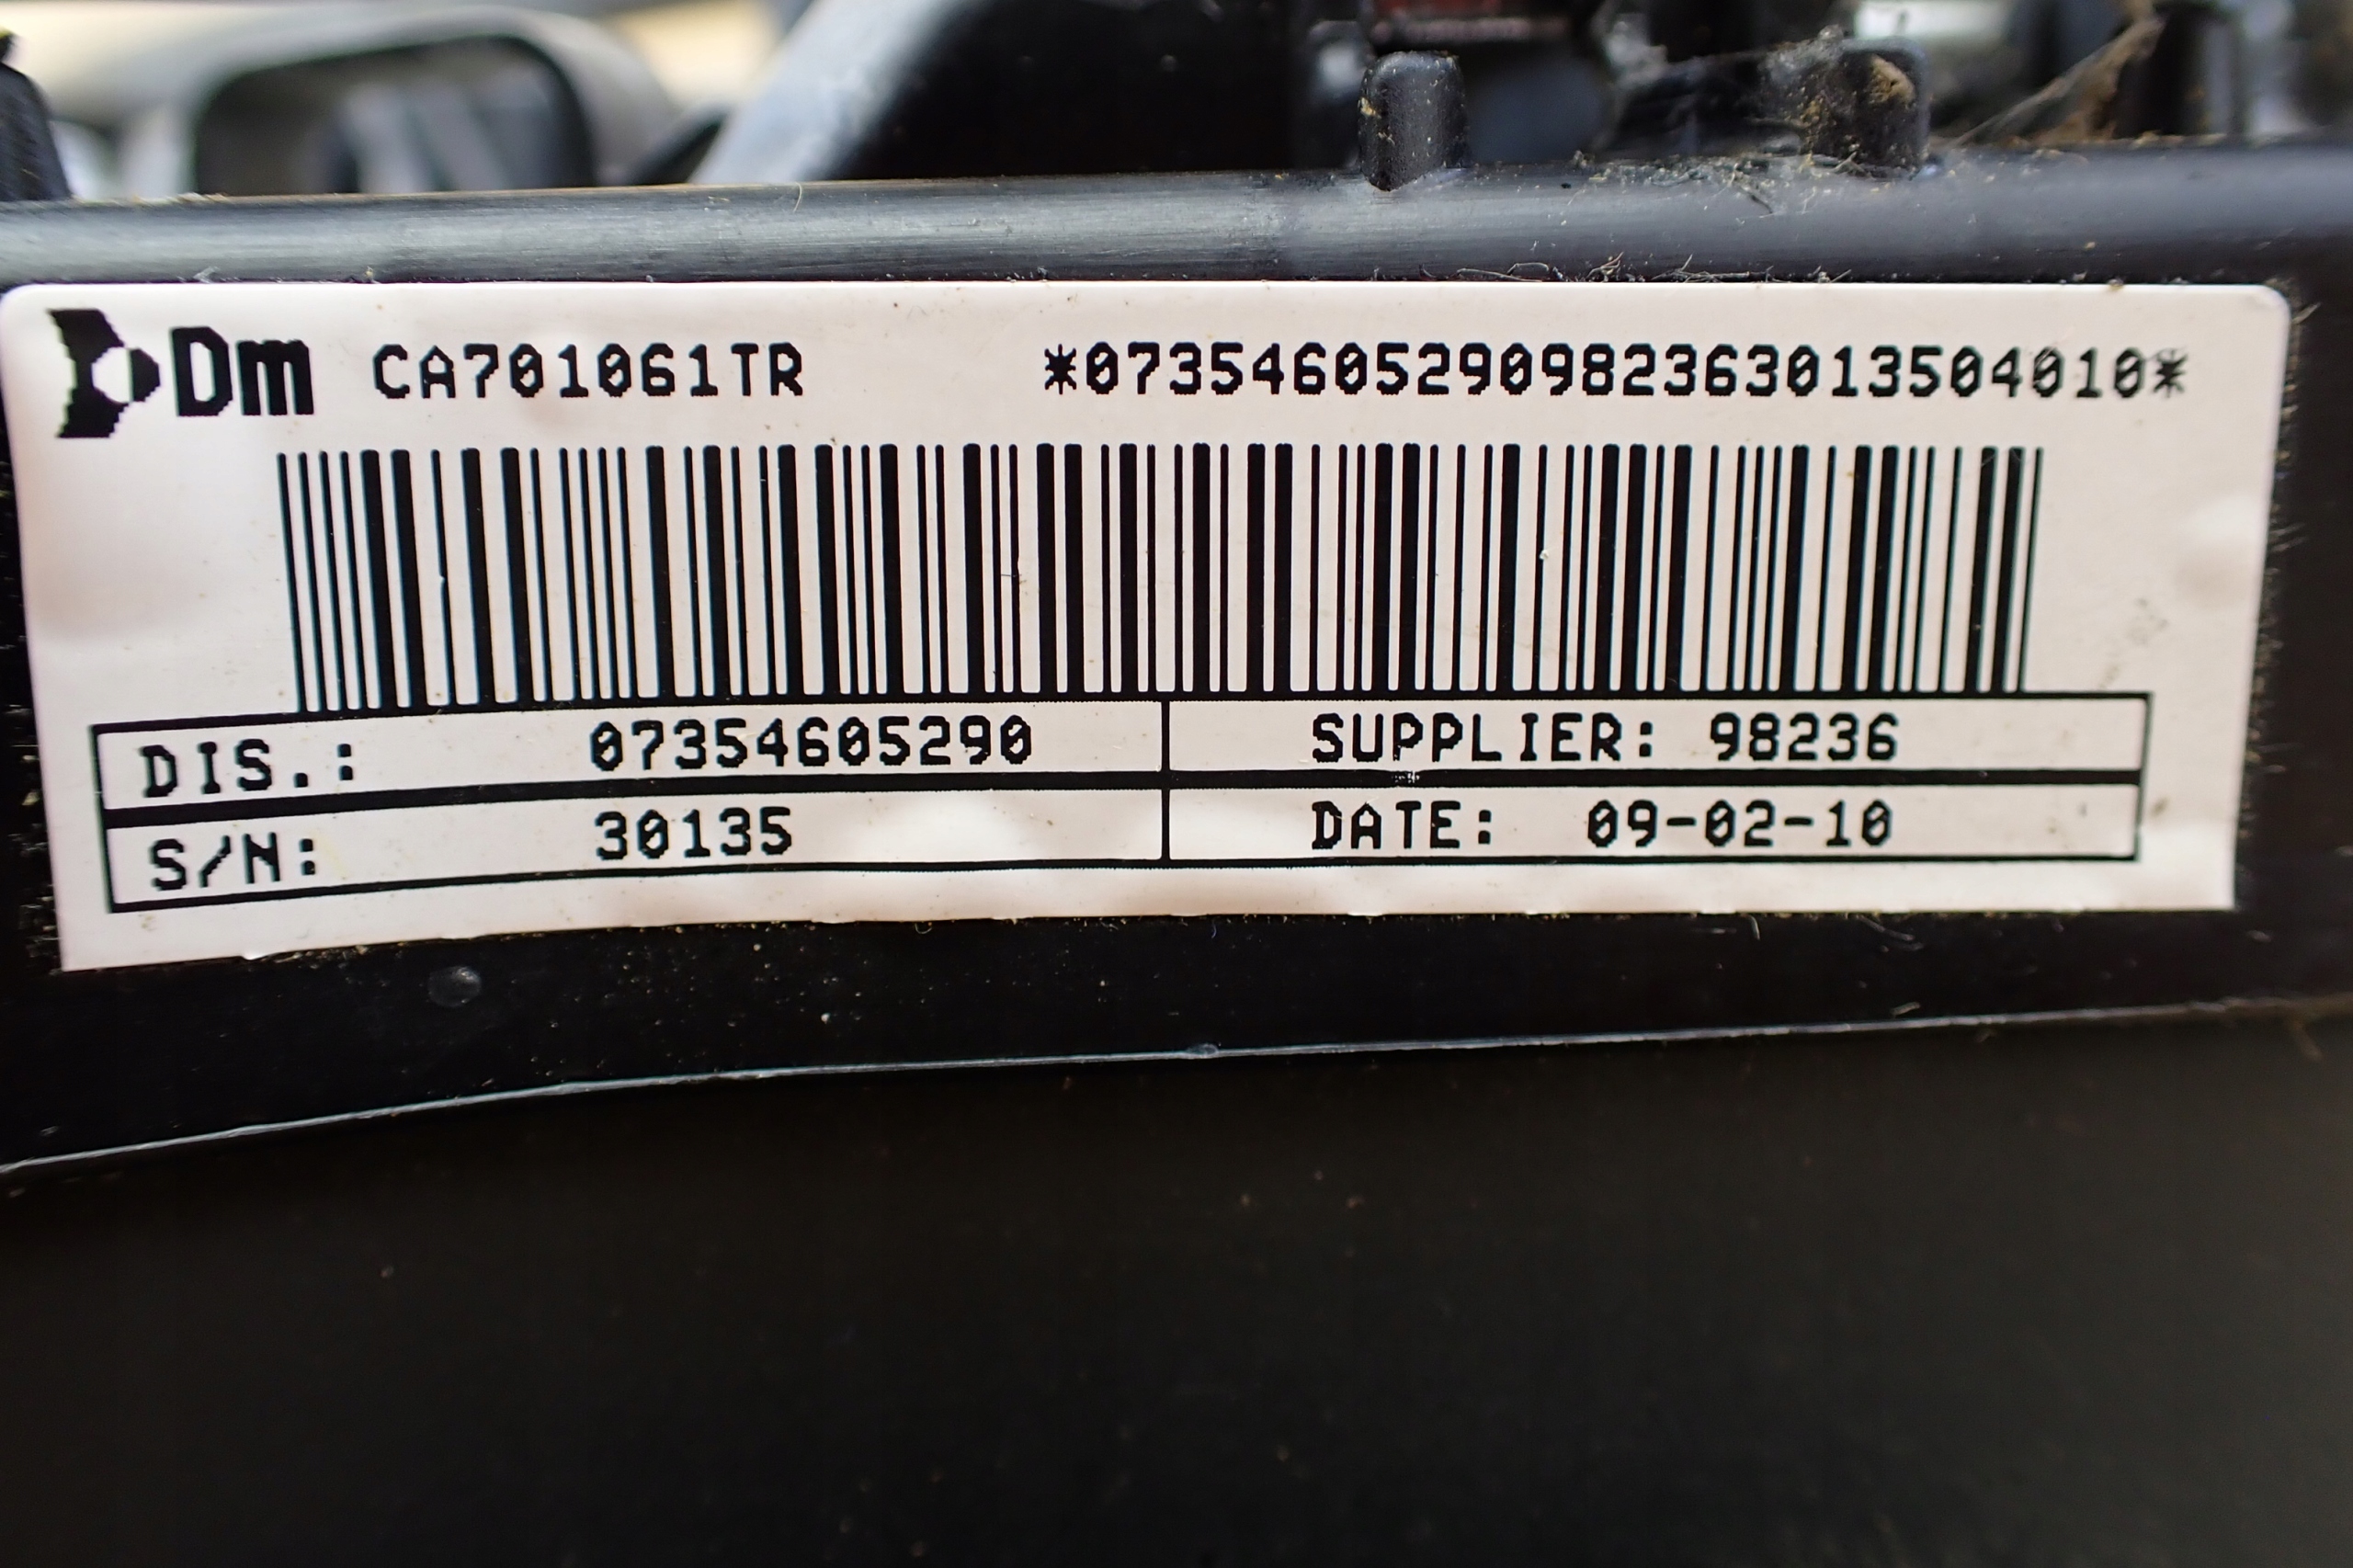 Dm CA701061TR *07354605290982363013504010*
DIS.: 07354605290 SUPPLIER: 98236
S/N: 30135 DATE: 09-02-10